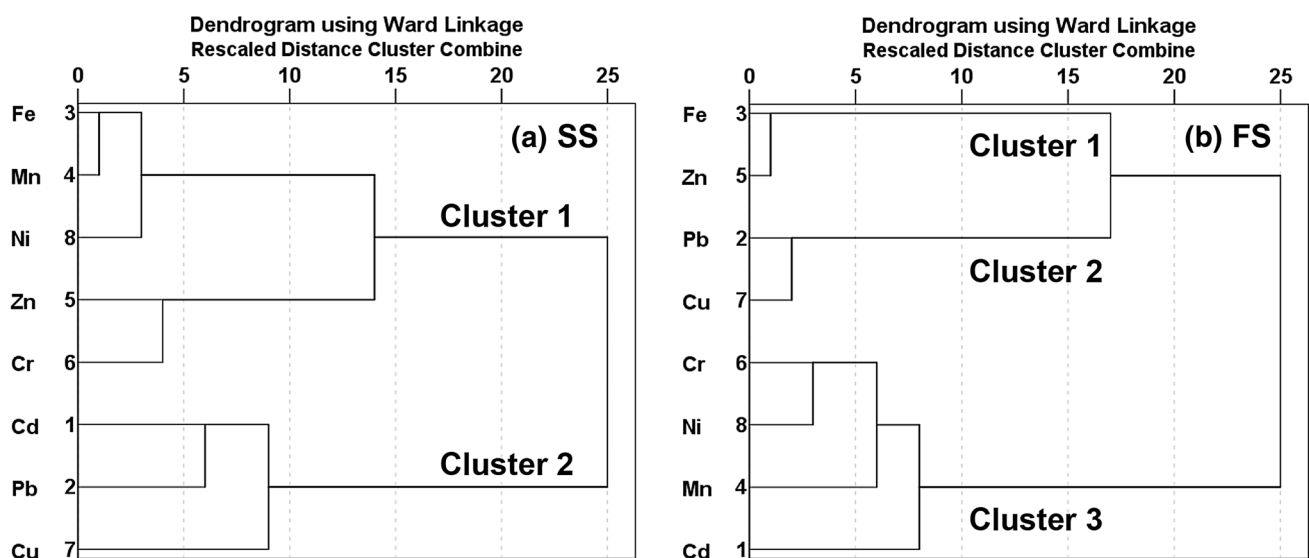 Dendrogram using Ward Linkage
Rescaled Distance Cluster Combine
0 5 10 15 20 25
Fe 3
(a) SS
Mn 4
Ni 8
Cluster 1
Zn 5
Cr 6
Cd 1
Cluster 2
Pb 2
Cu 7
Dendrogram using Ward Linkage
Rescaled Distance Cluster Combine
0 5 10 15 20 25
Fe 3
(b) FS
Cluster 1
Zn 5
Pb 2
Cluster 2
Cu 7
Cr 6
Ni 8
Mn 4
Cluster 3
Cd 1